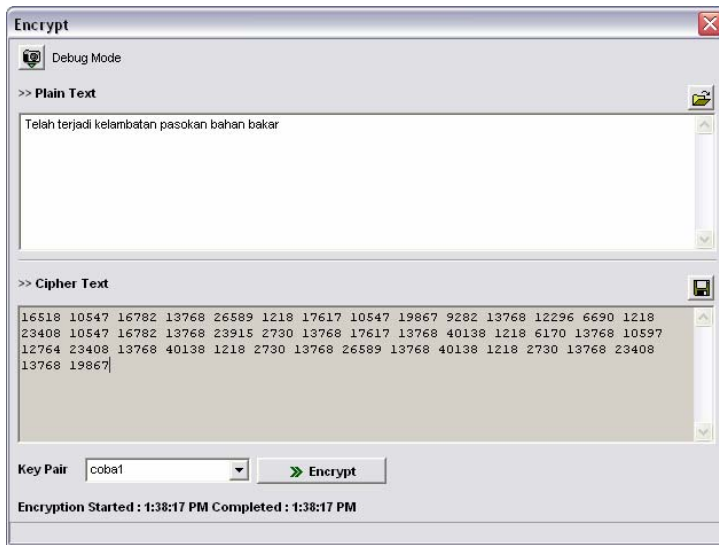 Encrypt
Debug Mode
>> Plain Text
Telah terjadi kelambatan pasokan bahan bakar
>> Cipher Text
16518 10547 16782 13768 26589 1218 17617 10547 19867 9282 13768 12296 6690 1218
23408 10547 16782 13768 23915 2730 13768 17617 13768 40138 1218 6170 13768 10597
12764 23408 13768 40138 1218 2730 13768 26589 13768 40138 1218 2730 13768 23408
13768 19867
Key Pair coba1 Encrypt
Encryption Started : 1:38:17 PM Completed : 1:38:17 PM